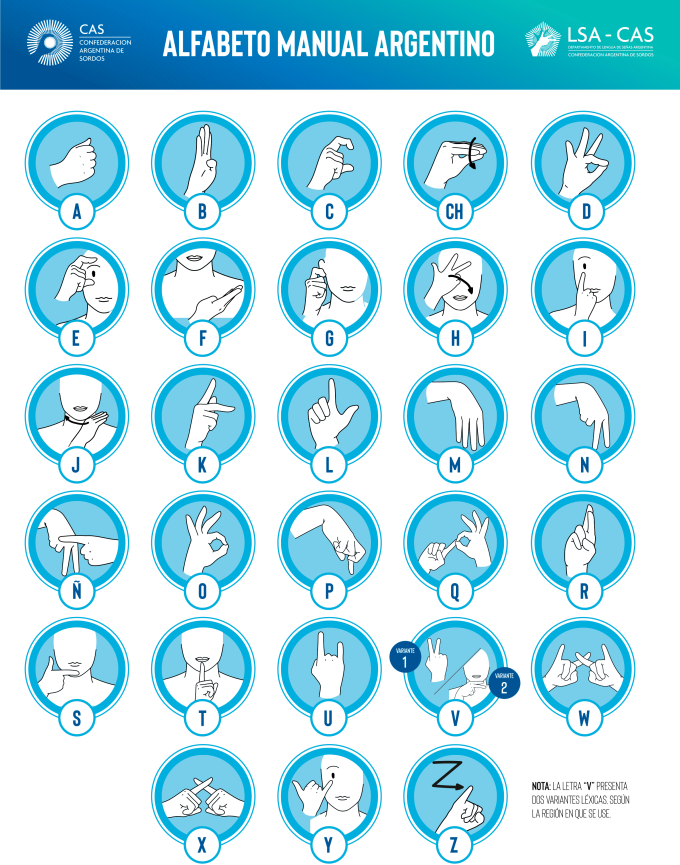 CAS
CONFEDERACION
ARGENTINA DE
SORDOS
ALFABETO MANUAL ARGENTINO
LSA - CAS
DEPARTAMENTO DE LENGUA DE SEÑAS ARGENTINA
CONFEDERACION ARGENTINA DE SORDOS
A
B
C
CH
D
E
F
G
H
I
J
K
L
M
N
Ñ
O
P
Q
R
S
T
U
VARIANTE
1
VARIANTE
2
V
W
X
Y
Z
NOTA: LA LETRA "V" PRESENTA
DOS VARIANTES LÉXICAS. SEGÚN
LA REGIÓN EN QUE SE USE.